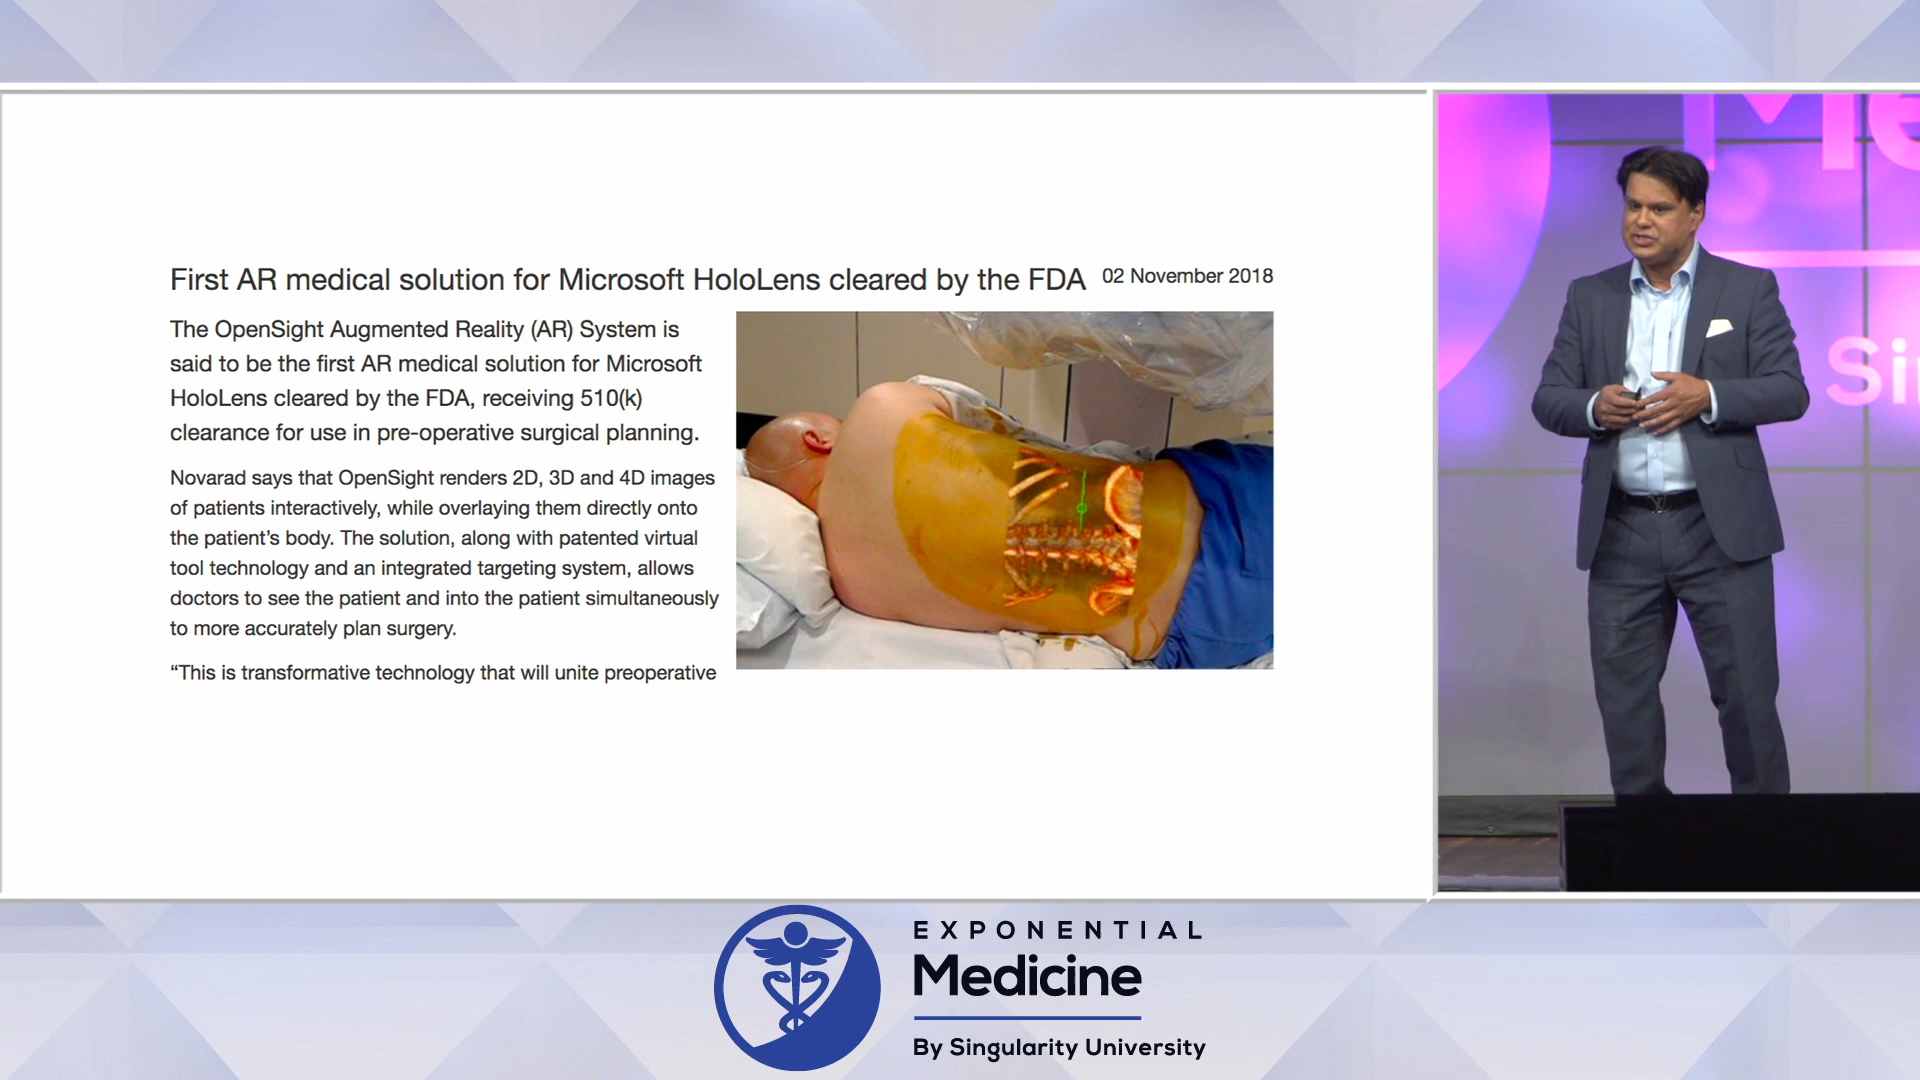 First AR medical solution for Microsoft HoloLens cleared by the FDA 02 November 2018
The OpenSight Augmented Reality (AR) System is
said to be the first AR medical solution for Microsoft
HoloLens cleared by the FDA, receiving 510(k)
clearance for use in pre-operative surgical planning.
Novarad says that OpenSight renders 2D, 3D and 4D images
of patients interactively, while overlaying them directly onto
the patient’s body. The solution, along with patented virtual
tool technology and an integrated targeting system, allows
doctors to see the patient and into the patient simultaneously
to more accurately plan surgery.
“This is transformative technology that will unite preoperative
Me
Si
EXPONENTIAL
Medicine
By Singularity University